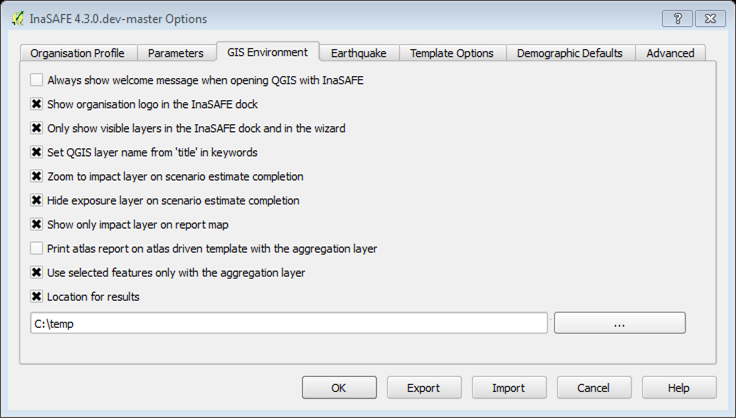 InaSAFE 4.3.0.dev-master Options
Organisation Profile
Parameters
GIS Environment
Earthquake
Template Options
Demographic Defaults
Advanced
Always show welcome message when opening QGIS with InaSAFE
Show organisation logo in the InaSAFE dock
Only show visible layers in the InaSAFE dock and in the wizard
Set QGIS layer name from 'title' in keywords
Zoom to impact layer on scenario estimate completion
Hide exposure layer on scenario estimate completion
Show only impact layer on report map
Print atlas report on atlas driven template with the aggregation layer
Use selected features only with the aggregation layer
Location for results
C:\temp
...
OK
Export
Import
Cancel
Help